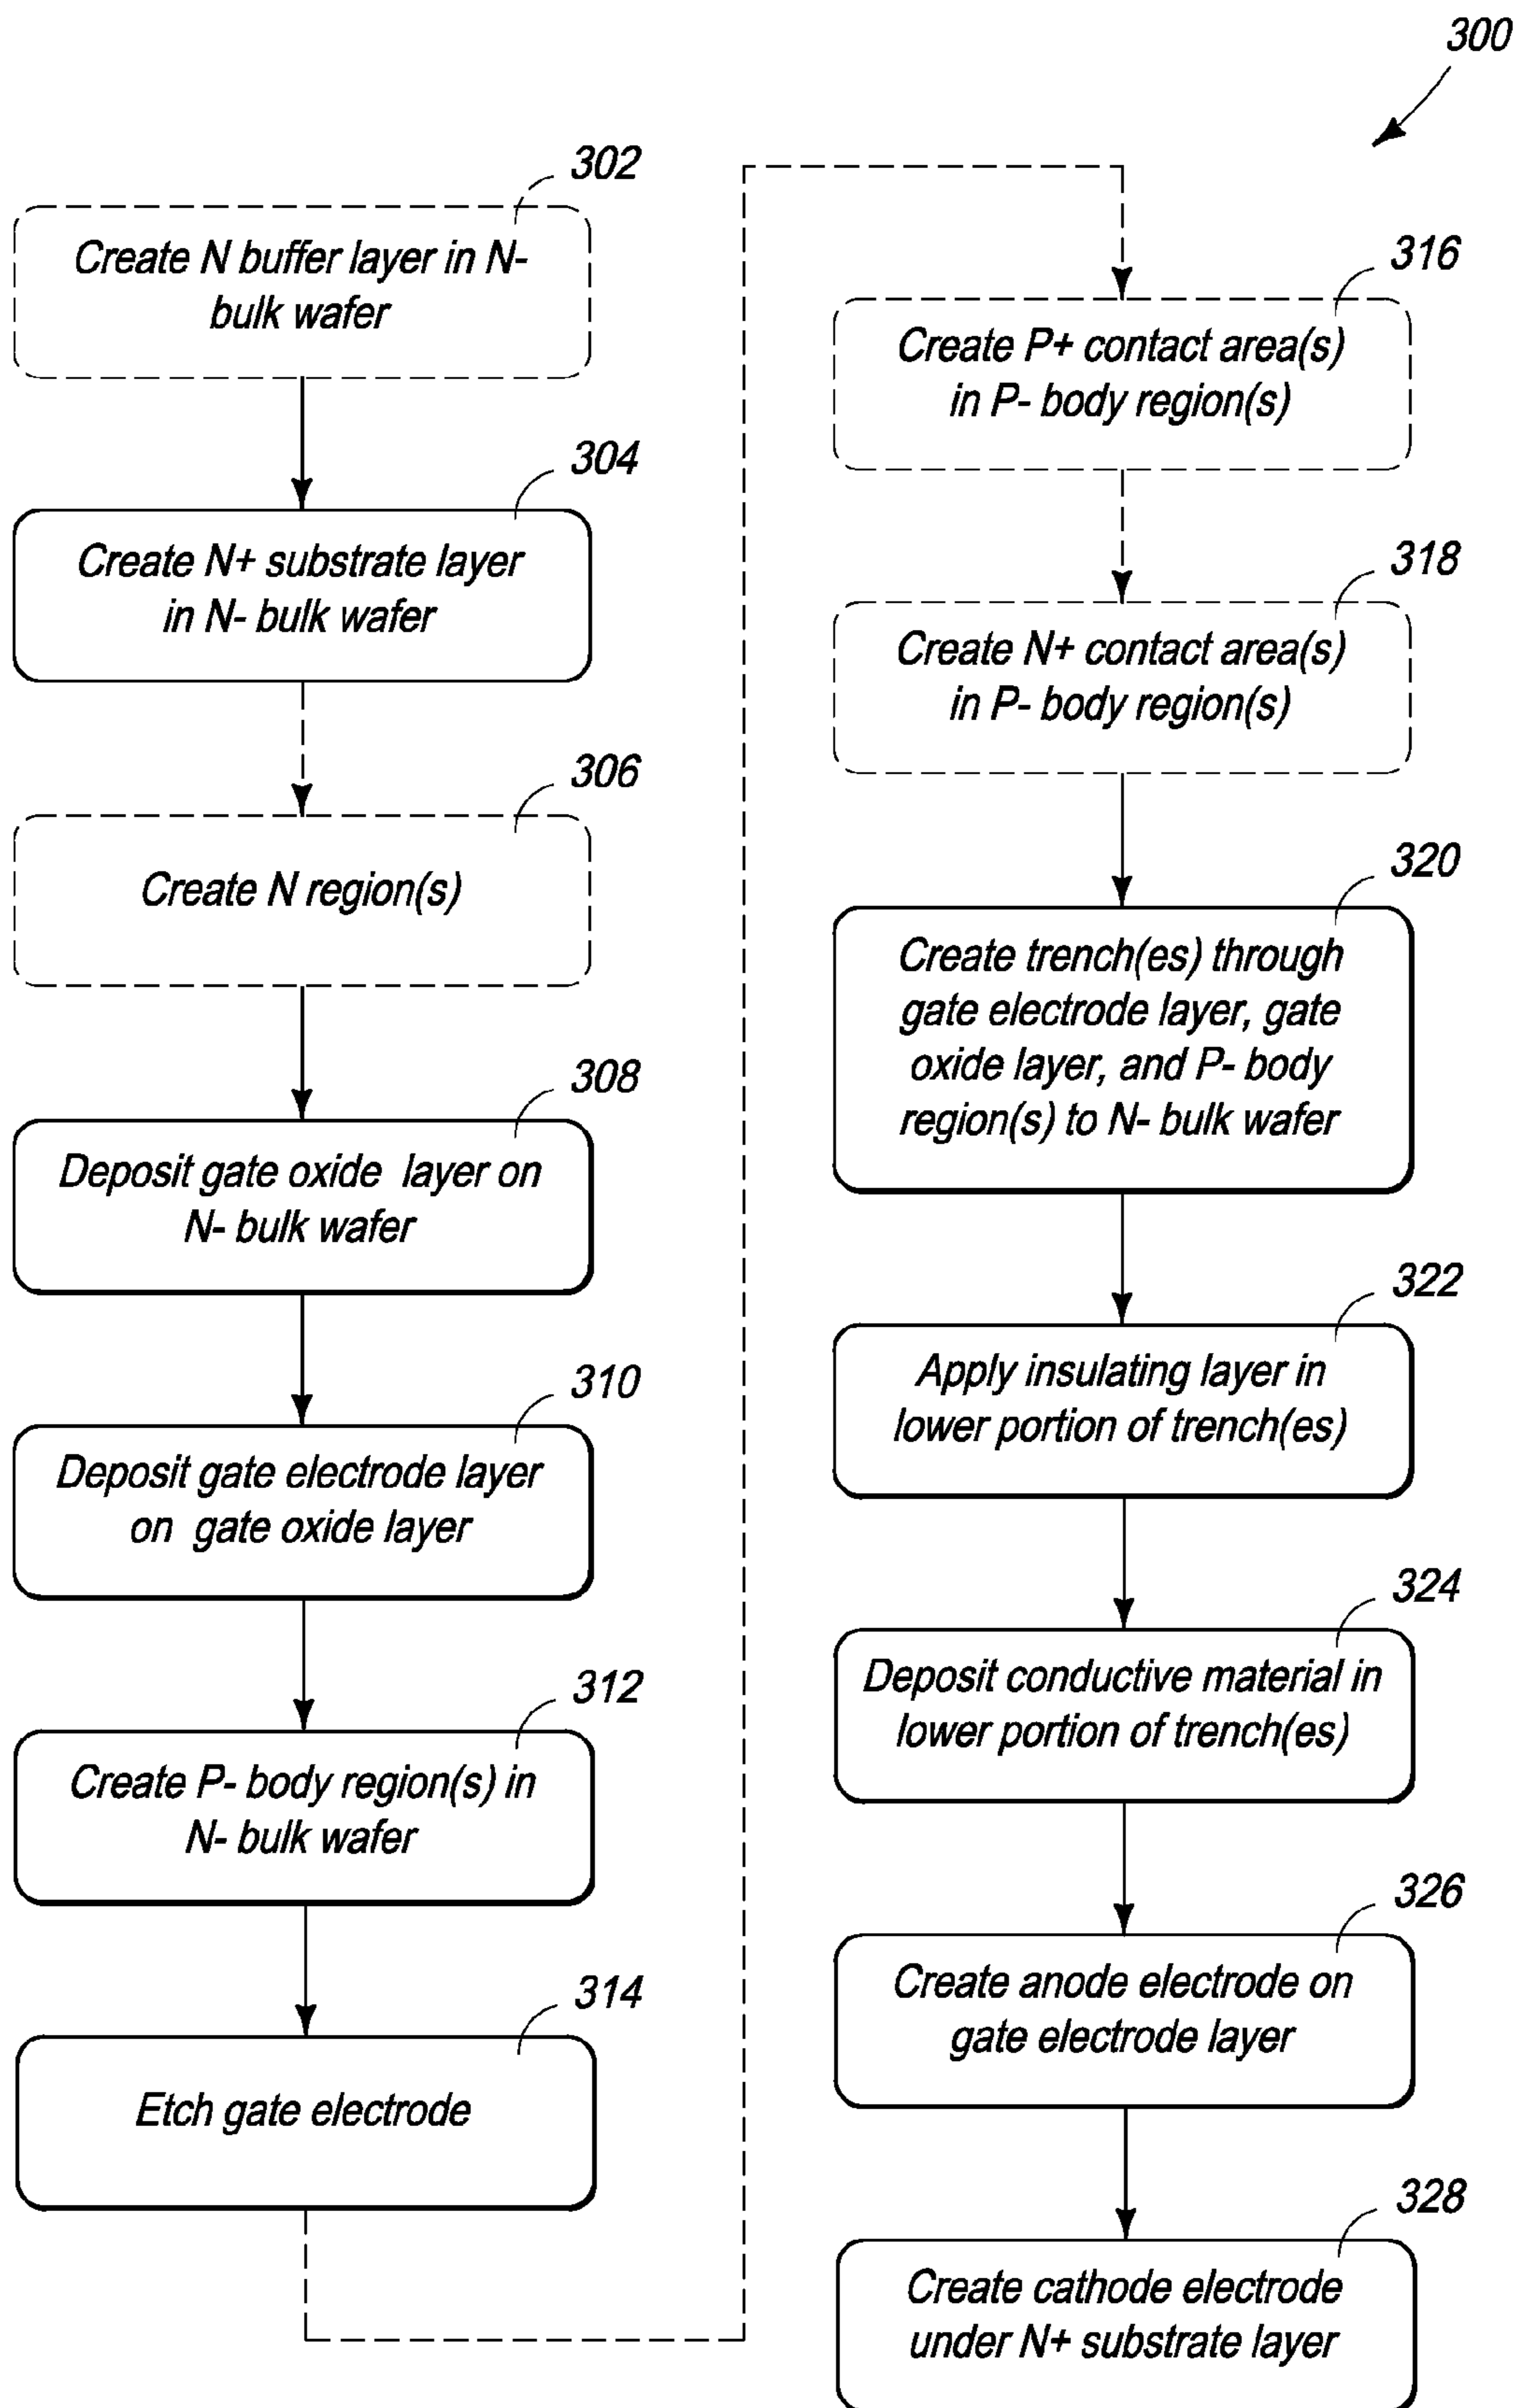 300
302
Create N buffer layer in N-
bulk wafer
304
Create N+ substrate layer
in N- bulk wafer
306
Create N region(s)
308
Deposit gate oxide layer on
N- bulk wafer
310
Deposit gate electrode layer
on gate oxide layer
312
Create P- body region(s) in
N- bulk wafer
314
Etch gate electrode
316
Create P+ contact area(s)
in P- body region(s)
318
Create N+ contact area(s)
in P- body region(s)
320
Create trench(es) through
gate electrode layer, gate
oxide layer, and P- body
region(s) to N- bulk wafer
322
Apply insulating layer in
lower portion of trench(es)
324
Deposit conductive material in
lower portion of trench(es)
326
Create anode electrode on
gate electrode layer
328
Create cathode electrode
under N+ substrate layer